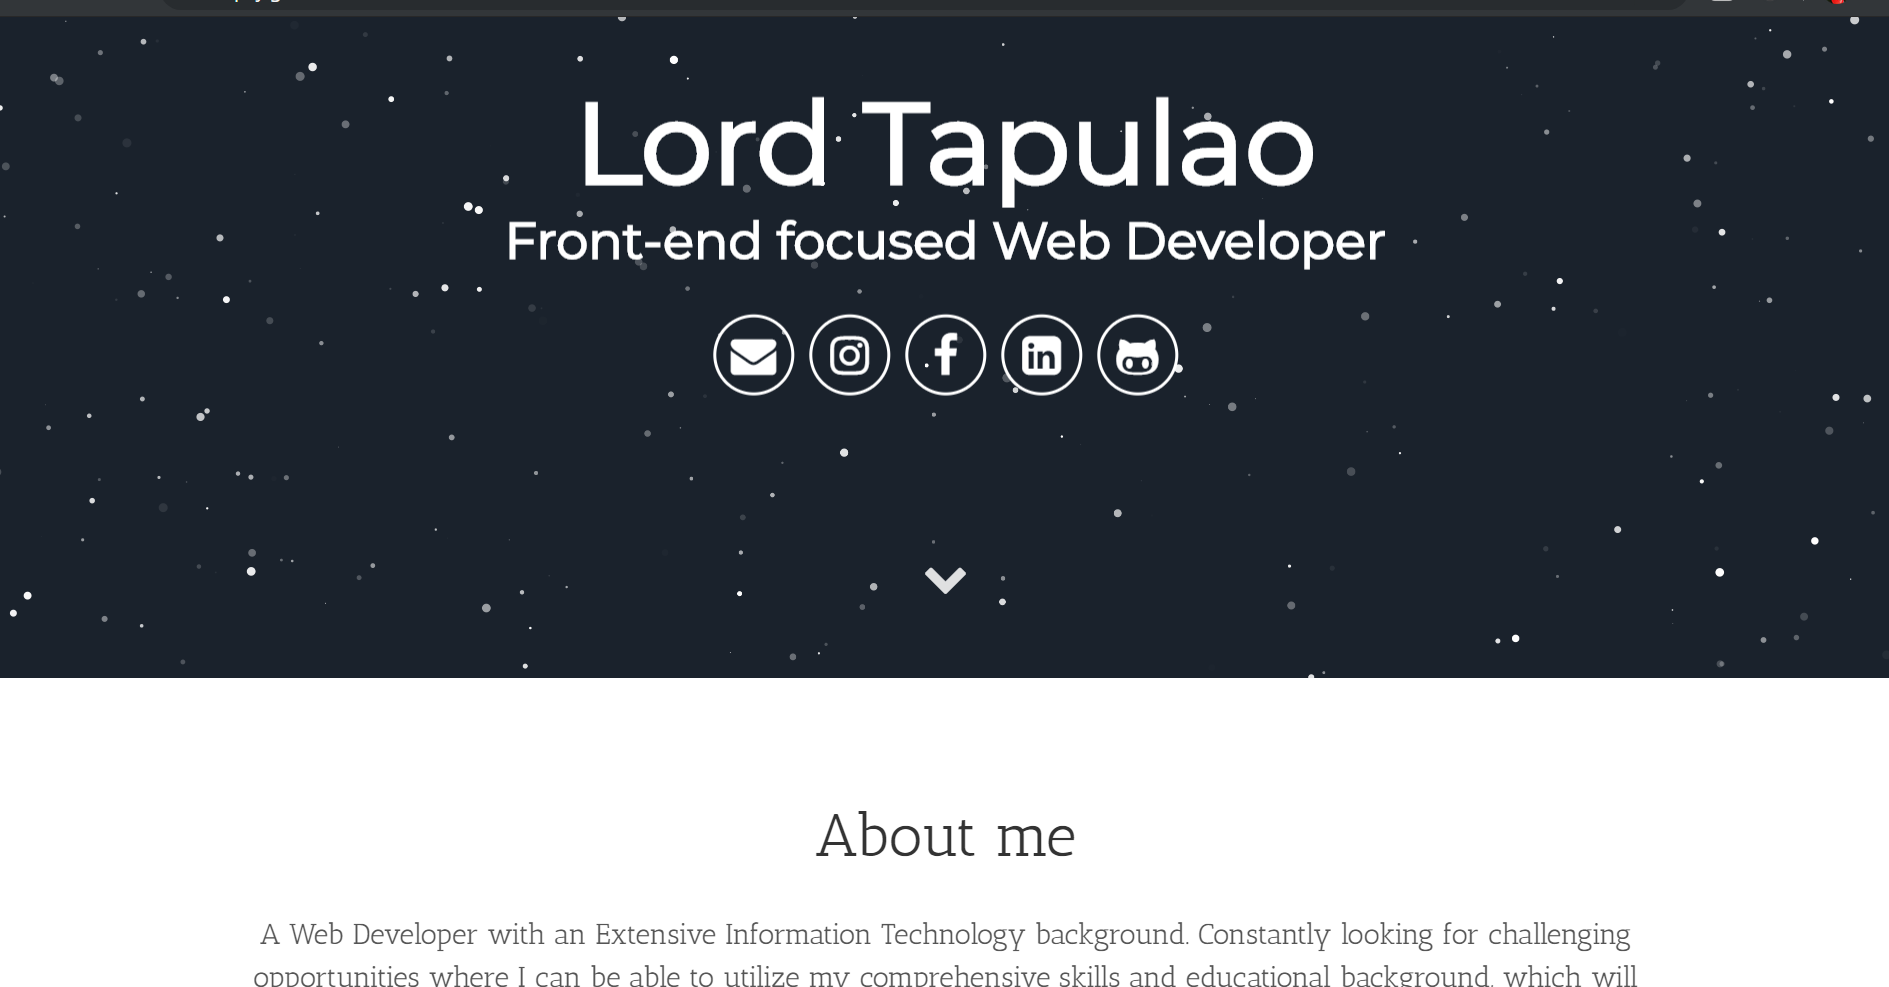 Lord Tapulao
Front-end focused Web Developer
in
About me
A Web Developer with an Extensive Information Technology background. Constantly looking for challenging
opportunities where I can be able to utilize my comprehensive skills and educational background, which will